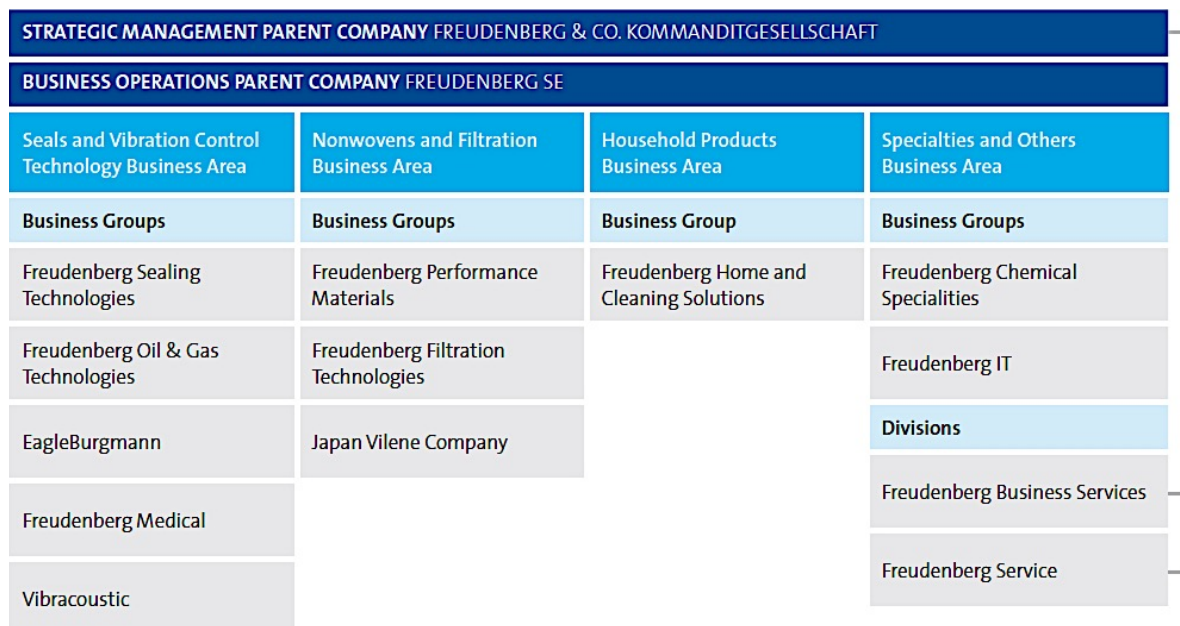 STRATEGIC MANAGEMENT PARENT COMPANY FREUDENBERG & CO. KOMMANDITGESELLSCHAFT
BUSINESS OPERATIONS PARENT COMPANY FREUDENBERG SE
Seals and Vibration Control
Technology Business Area
Business Groups
Freudenberg Sealing
Technologies
Freudenberg Oil & Gas
Technologies
EagleBurgmann
Freudenberg Medical
Vibracoustic
Nonwovens and Filtration
Business Area
Business Groups
Freudenberg Performance
Materials
Freudenberg Filtration
Technologies
Japan Vilene Company
Household Products
Business Area
Business Group
Freudenberg Home and
Cleaning Solutions
Specialties and Others
Business Area
Business Groups
Freudenberg Chemical
Specialities
Freudenberg IT
Divisions
Freudenberg Business Services
Freudenberg Service